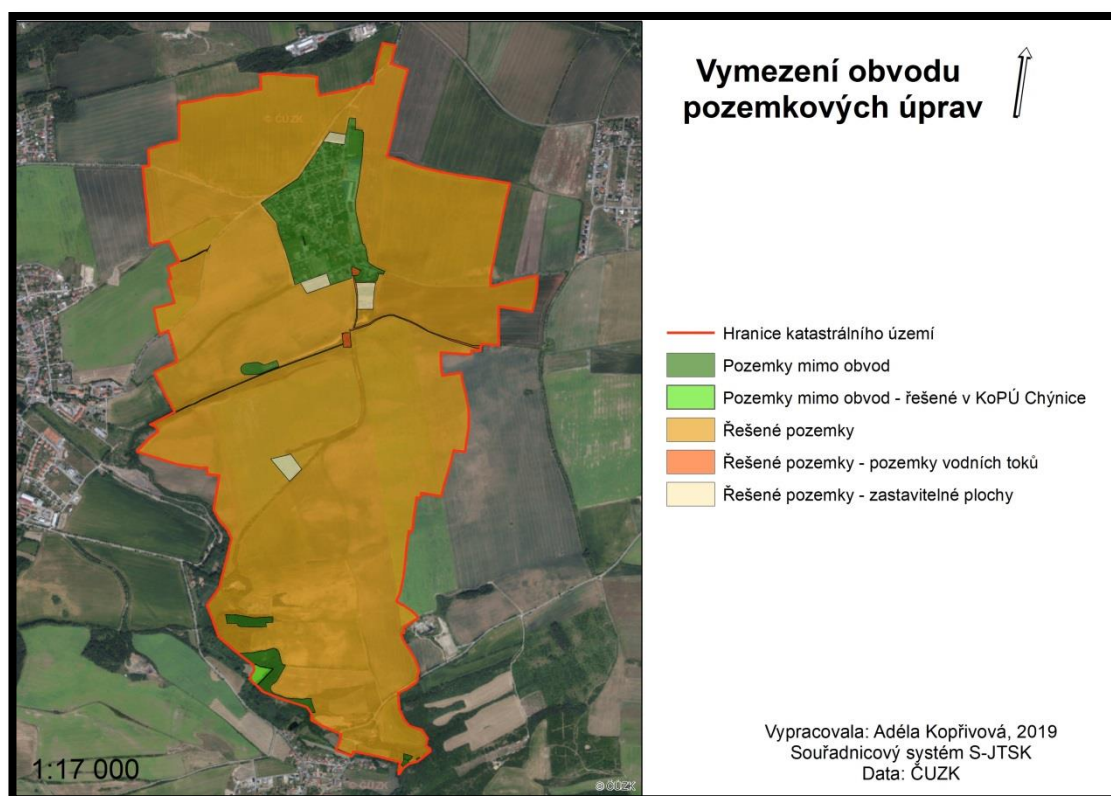 Vymezení obvodu
pozemkových úprav
© ČÚZK
Hranice katastrálního území
Pozemky mimo obvod
Pozemky mimo obvod - řešené v KoPÚ Chýnice
Řešené pozemky
Řešené pozemky - pozemky vodních toků
Řešené pozemky - zastavitelné plochy
Vypracovala: Adéla Kopřivová, 2019
Souřadnicový systém S-JTSK
Data: ČUZK
1:17 000
© ČÚZK